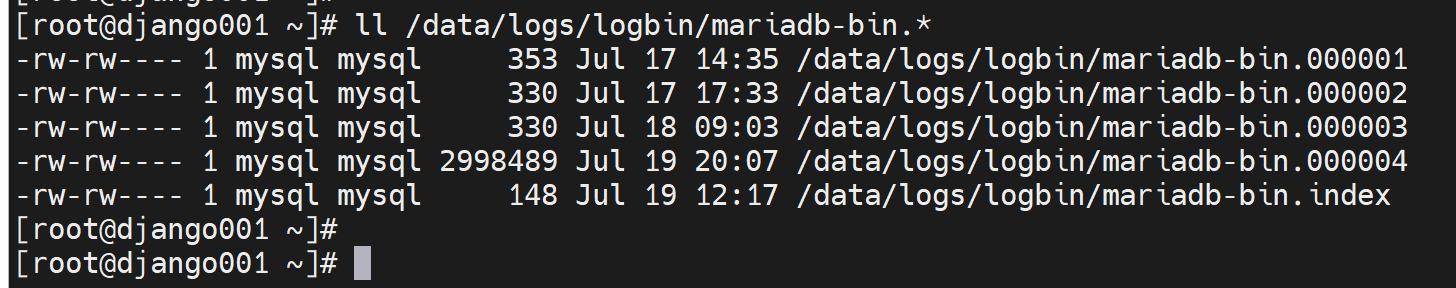 [root@django001 ~]# ll /data/logs/logbin/mariadb-bin.*
-rw-rw---- 1 mysql mysql     353 Jul 17 14:35 /data/logs/logbin/mariadb-bin.000001
-rw-rw---- 1 mysql mysql     330 Jul 17 17:33 /data/logs/logbin/mariadb-bin.000002
-rw-rw---- 1 mysql mysql     330 Jul 18 09:03 /data/logs/logbin/mariadb-bin.000003
-rw-rw---- 1 mysql mysql 2998489 Jul 19 20:07 /data/logs/logbin/mariadb-bin.000004
-rw-rw---- 1 mysql mysql     148 Jul 19 12:17 /data/logs/logbin/mariadb-bin.index
[root@django001 ~]#
[root@django001 ~]#